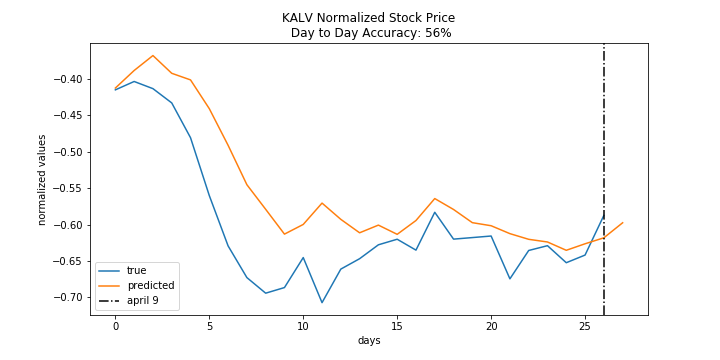 KALV Normalized Stock Price
Day to Day Accuracy: 56%
normalized values
−0.40
−0.45
−0.50
−0.55
−0.60
−0.65
−0.70
true
predicted
april 9
0
5
10
15
20
25
days